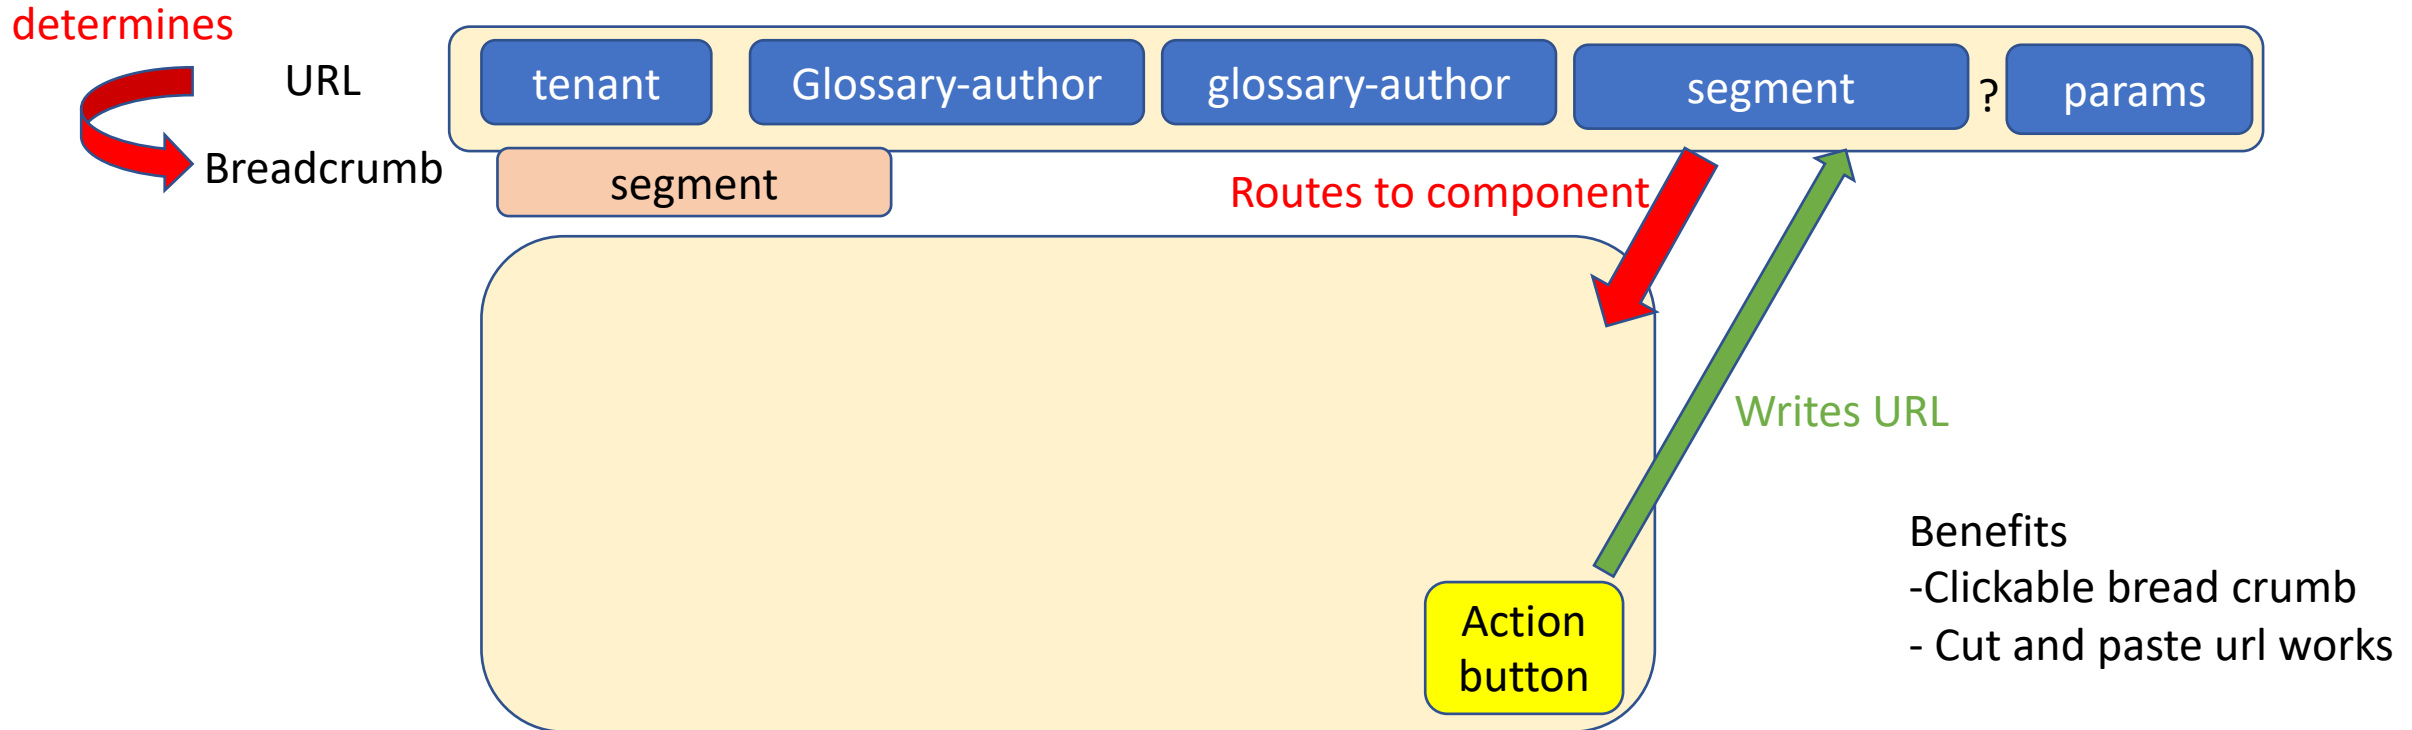 determines
URL
tenant
Glossary-author
glossary-author
segment
?
params
Breadcrumb
segment
Routes to component
Writes URL
Benefits
-Clickable bread crumb
- Cut and paste url works
Action
button